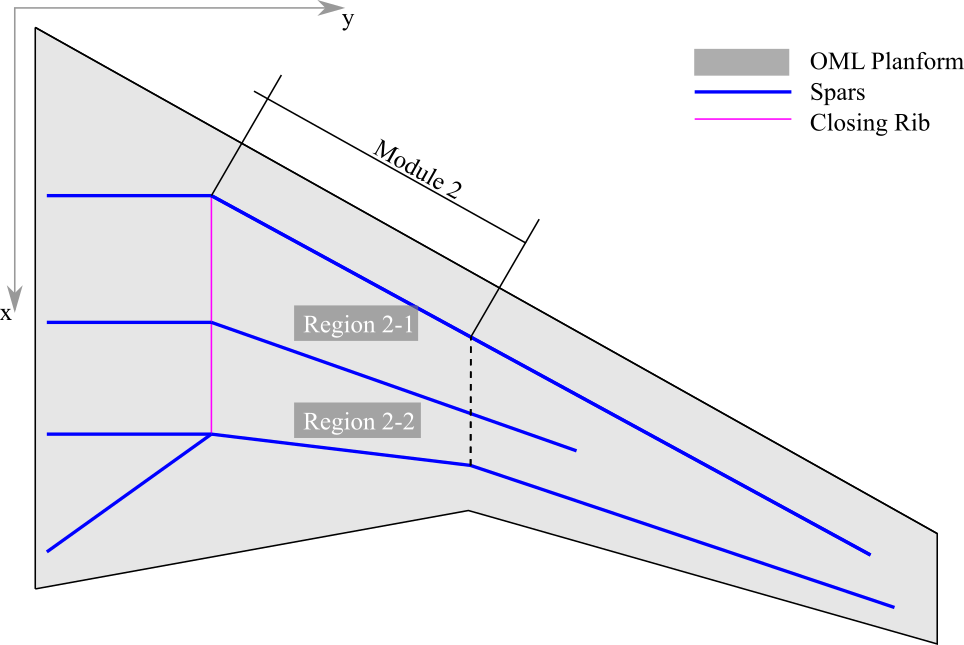 y
OML Planform
Spars
Closing Rib
Module 2
x
Region 2-1
Region 2-2